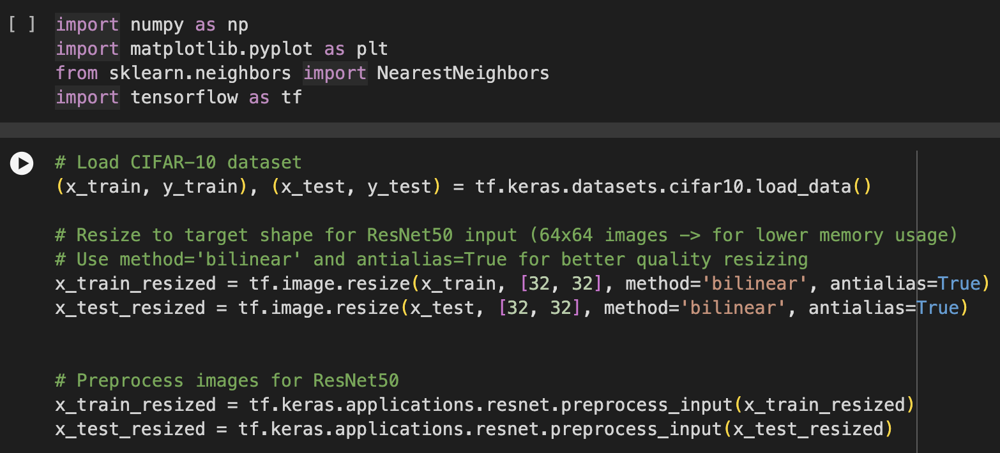 [ ] import numpy as np
import matplotlib.pyplot as plt
from sklearn.neighbors import NearestNeighbors
import tensorflow as tf
# Load CIFAR-10 dataset
(x_train, y_train), (x_test, y_test) = tf.keras.datasets.cifar10.load_data()
# Resize to target shape for ResNet50 input (64x64 images -> for lower memory usage)
# Use method='bilinear' and antialias=True for better quality resizing
x_train_resized = tf.image.resize(x_train, [32, 32], method='bilinear', antialias=True)
x_test_resized = tf.image.resize(x_test, [32, 32], method='bilinear', antialias=True)
# Preprocess images for ResNet50
x_train_resized = tf.keras.applications.resnet.preprocess_input(x_train_resized)
x_test_resized = tf.keras.applications.resnet.preprocess_input(x_test_resized)